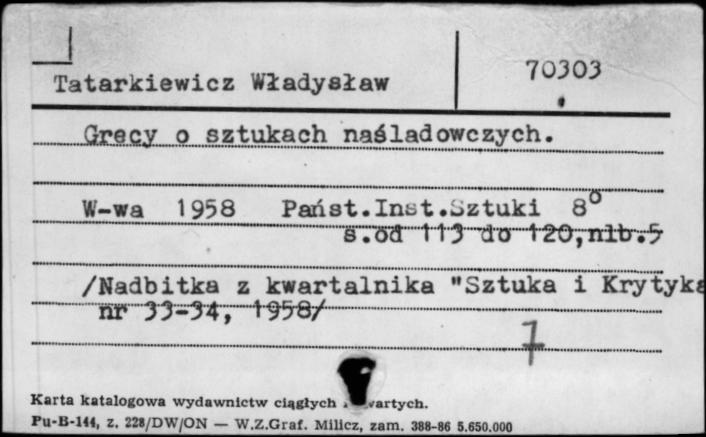 70303
Tatarkiewicz Władysław
Grecy o sztukach naśladowczych.
W-wa 1958 Państ.Inst.Sztuki 8°
s.od 113 do 120,nlb.5
/Nadbitka z kwartalnika "Sztuka i Krytyka
nr 33-34, 1958/
7
Karta katalogowa wydawnictw ciągłych
Pu-B-144, z. 228/DW/ON — W.Z.Graf. Milicz, zam. 388-86 5.650.000